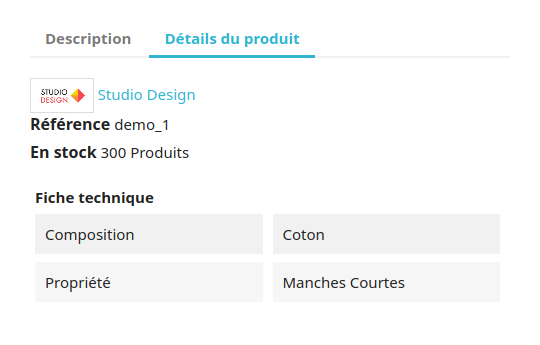 Description Détails du produit
STUDIO
DESIGN
Studio Design
Référence demo_1
En stock 300 Produits
Fiche technique
Composition Coton
Propriété Manches Courtes